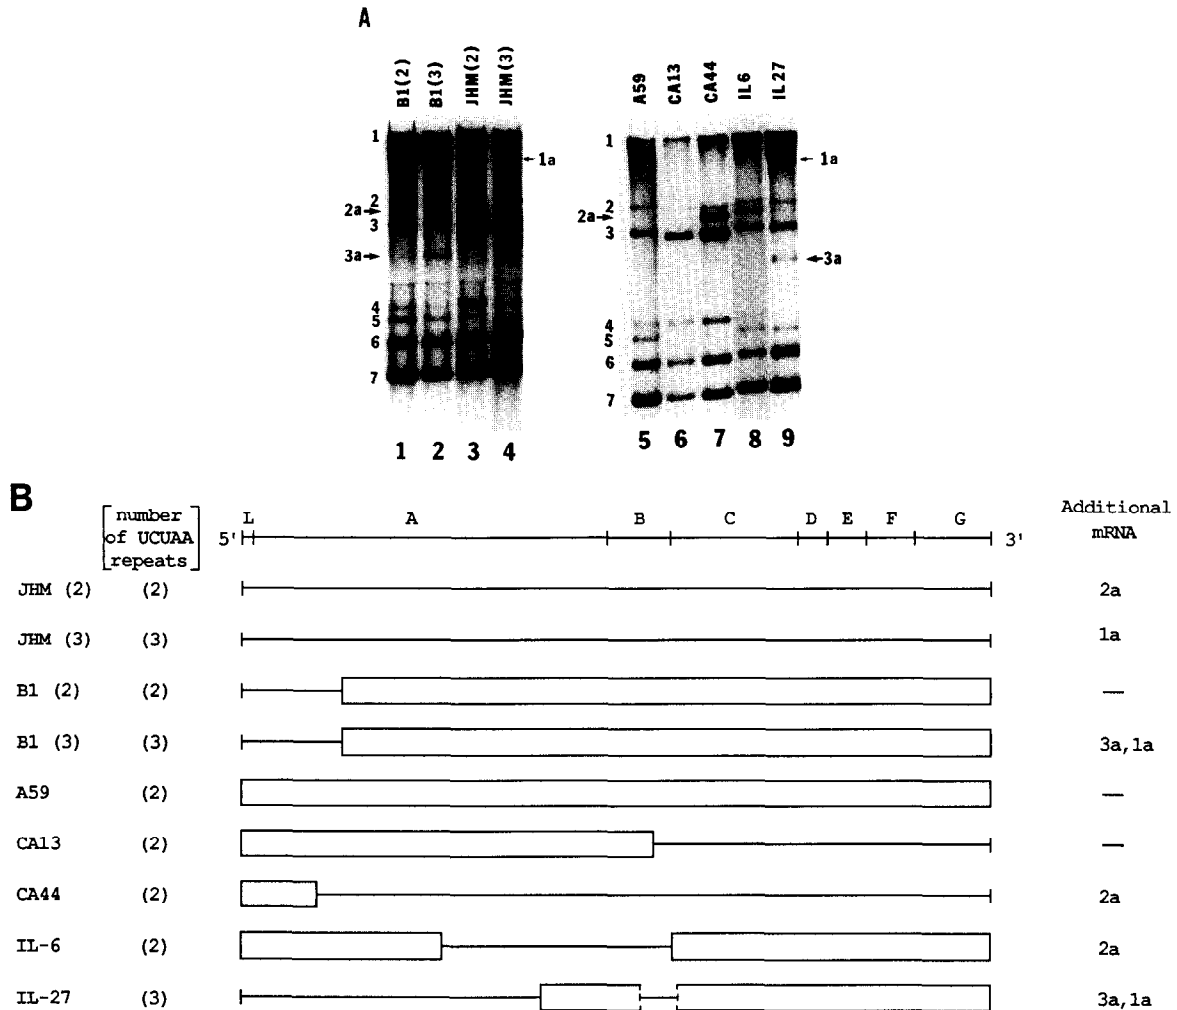 A
B1(2) B1(3) JHM(2) JHM(3)
A59 CA13 CA44 IL6 IL27
1
←1a
2
2a→
3
3a→
4
5
6
7
1 2 3 4
1
←1a
2
2a→
3
←3a
4
5
6
7
5 6 7 8 9
B
number of UCUAA repeats
Additional mRNA
5' L A B C D E F G 3'
JHM (2) (2) 2a
JHM (3) (3) 1a
B1 (2) (2) —
B1 (3) (3) 3a,1a
A59 (2) —
CA13 (2) —
CA44 (2) 2a
IL-6 (2) 2a
IL-27 (3) 3a,1a